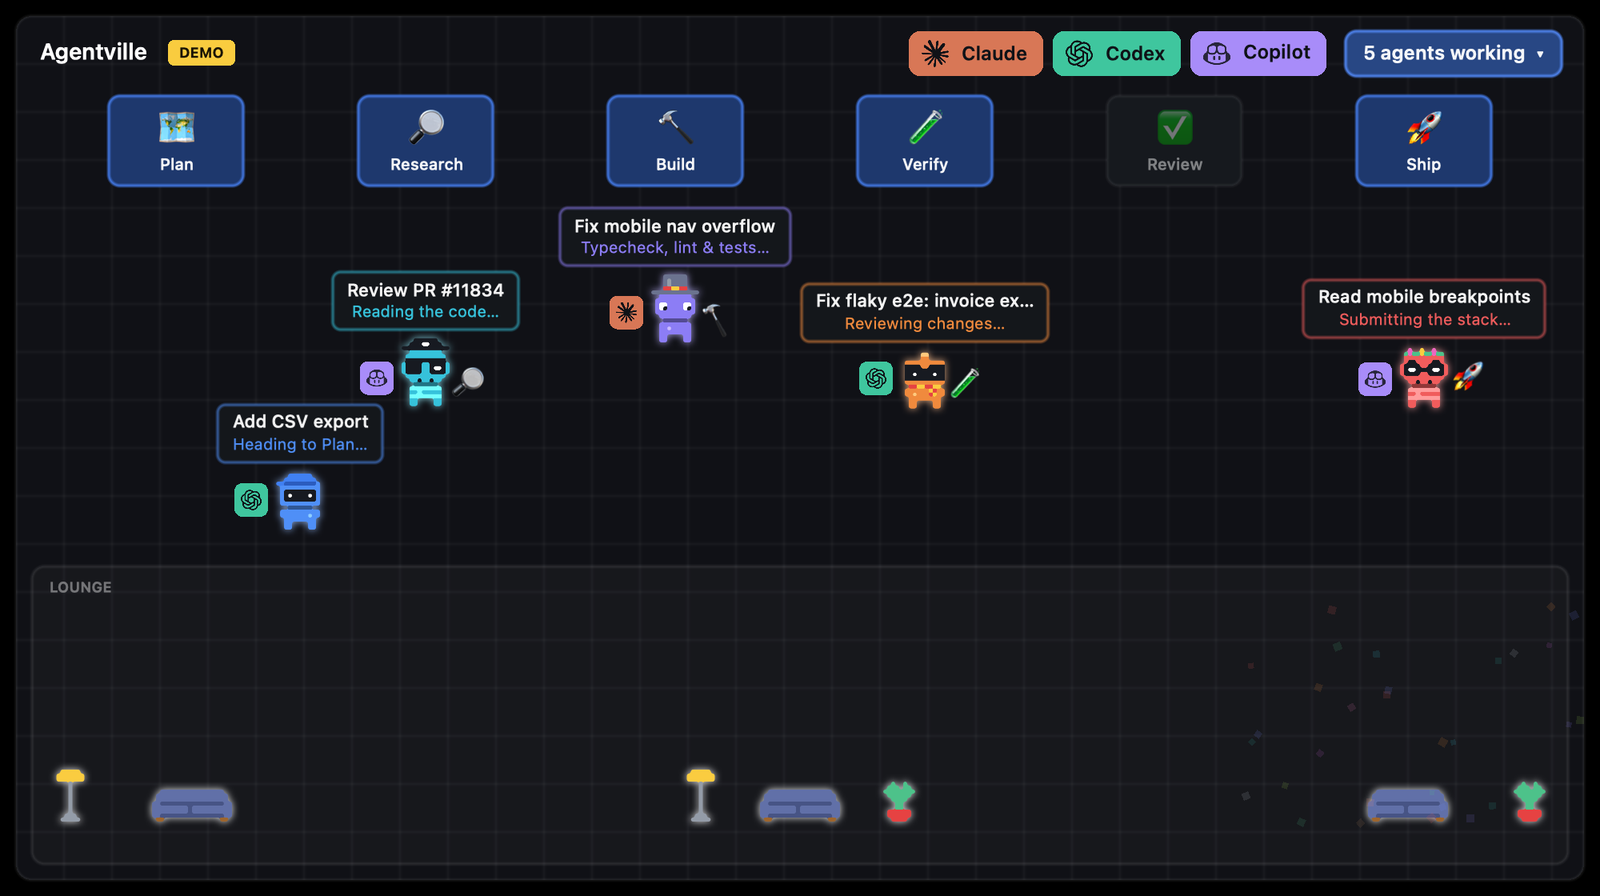 Agentville
DEMO
Claude
Codex
Copilot
5 agents working
Plan
Research
Build
Verify
Review
Ship
Fix mobile nav overflow
Typecheck, lint & tests...
Review PR #11834
Reading the code...
Fix flaky e2e: invoice ex...
Reviewing changes...
Read mobile breakpoints
Submitting the stack...
Add CSV export
Heading to Plan...
LOUNGE